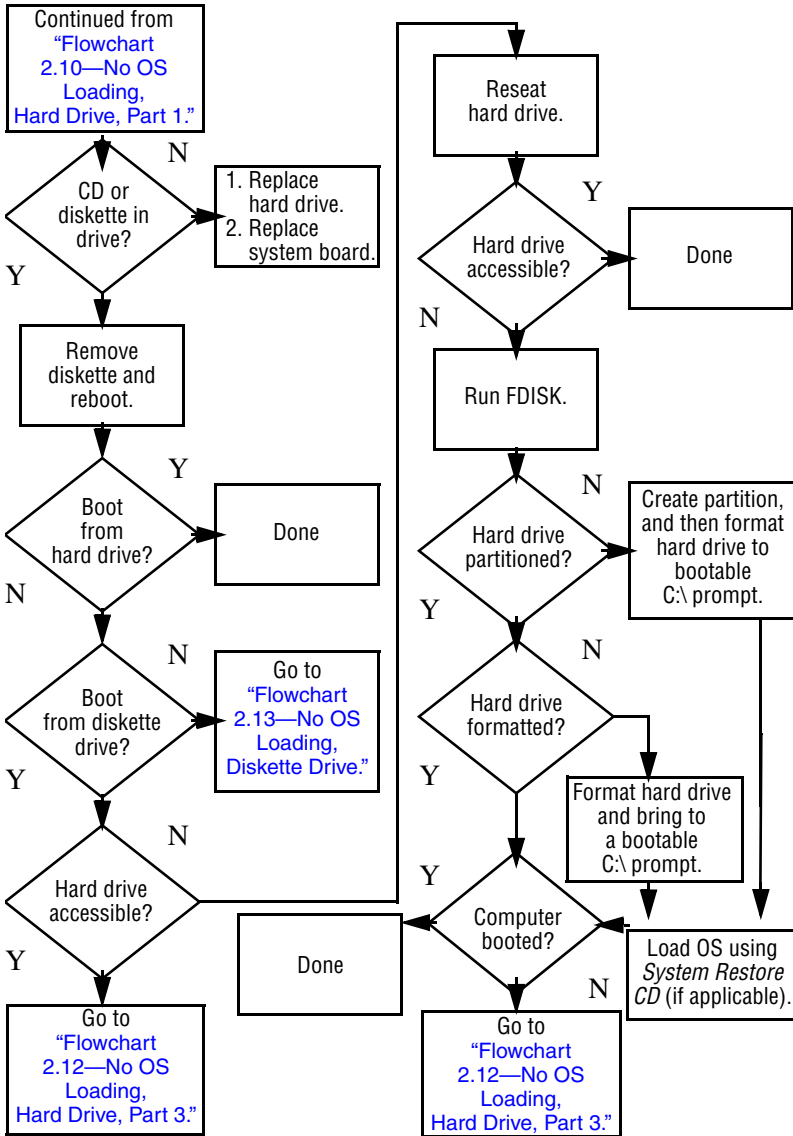 Continued from
“Flowchart
2.10—No OS
Loading,
Hard Drive, Part 1.”
N
CD or
diskette in
drive?
1. Replace
hard drive.
2. Replace
system board.
Y
Remove
diskette and
reboot.
Y
Boot
from
hard drive?
Done
N
N
Boot
from diskette
drive?
Go to
“Flowchart
2.13—No OS
Loading,
Diskette Drive.”
Y
N
Hard drive
accessible?
Y
Go to
“Flowchart
2.12—No OS
Loading,
Hard Drive, Part 3.”
Reseat
hard drive.
Y
Hard drive
accessible?
Done
N
Run FDISK.
N
Hard drive
partitioned?
Create partition,
and then format
hard drive to
bootable
C:\ prompt.
Y
N
Hard drive
formatted?
Y
Format hard drive
and bring to
a bootable
C:\ prompt.
Y
Computer
booted?
Done
Load OS using
System Restore
CD (if applicable).
N
Go to
“Flowchart
2.12—No OS
Loading,
Hard Drive, Part 3.”